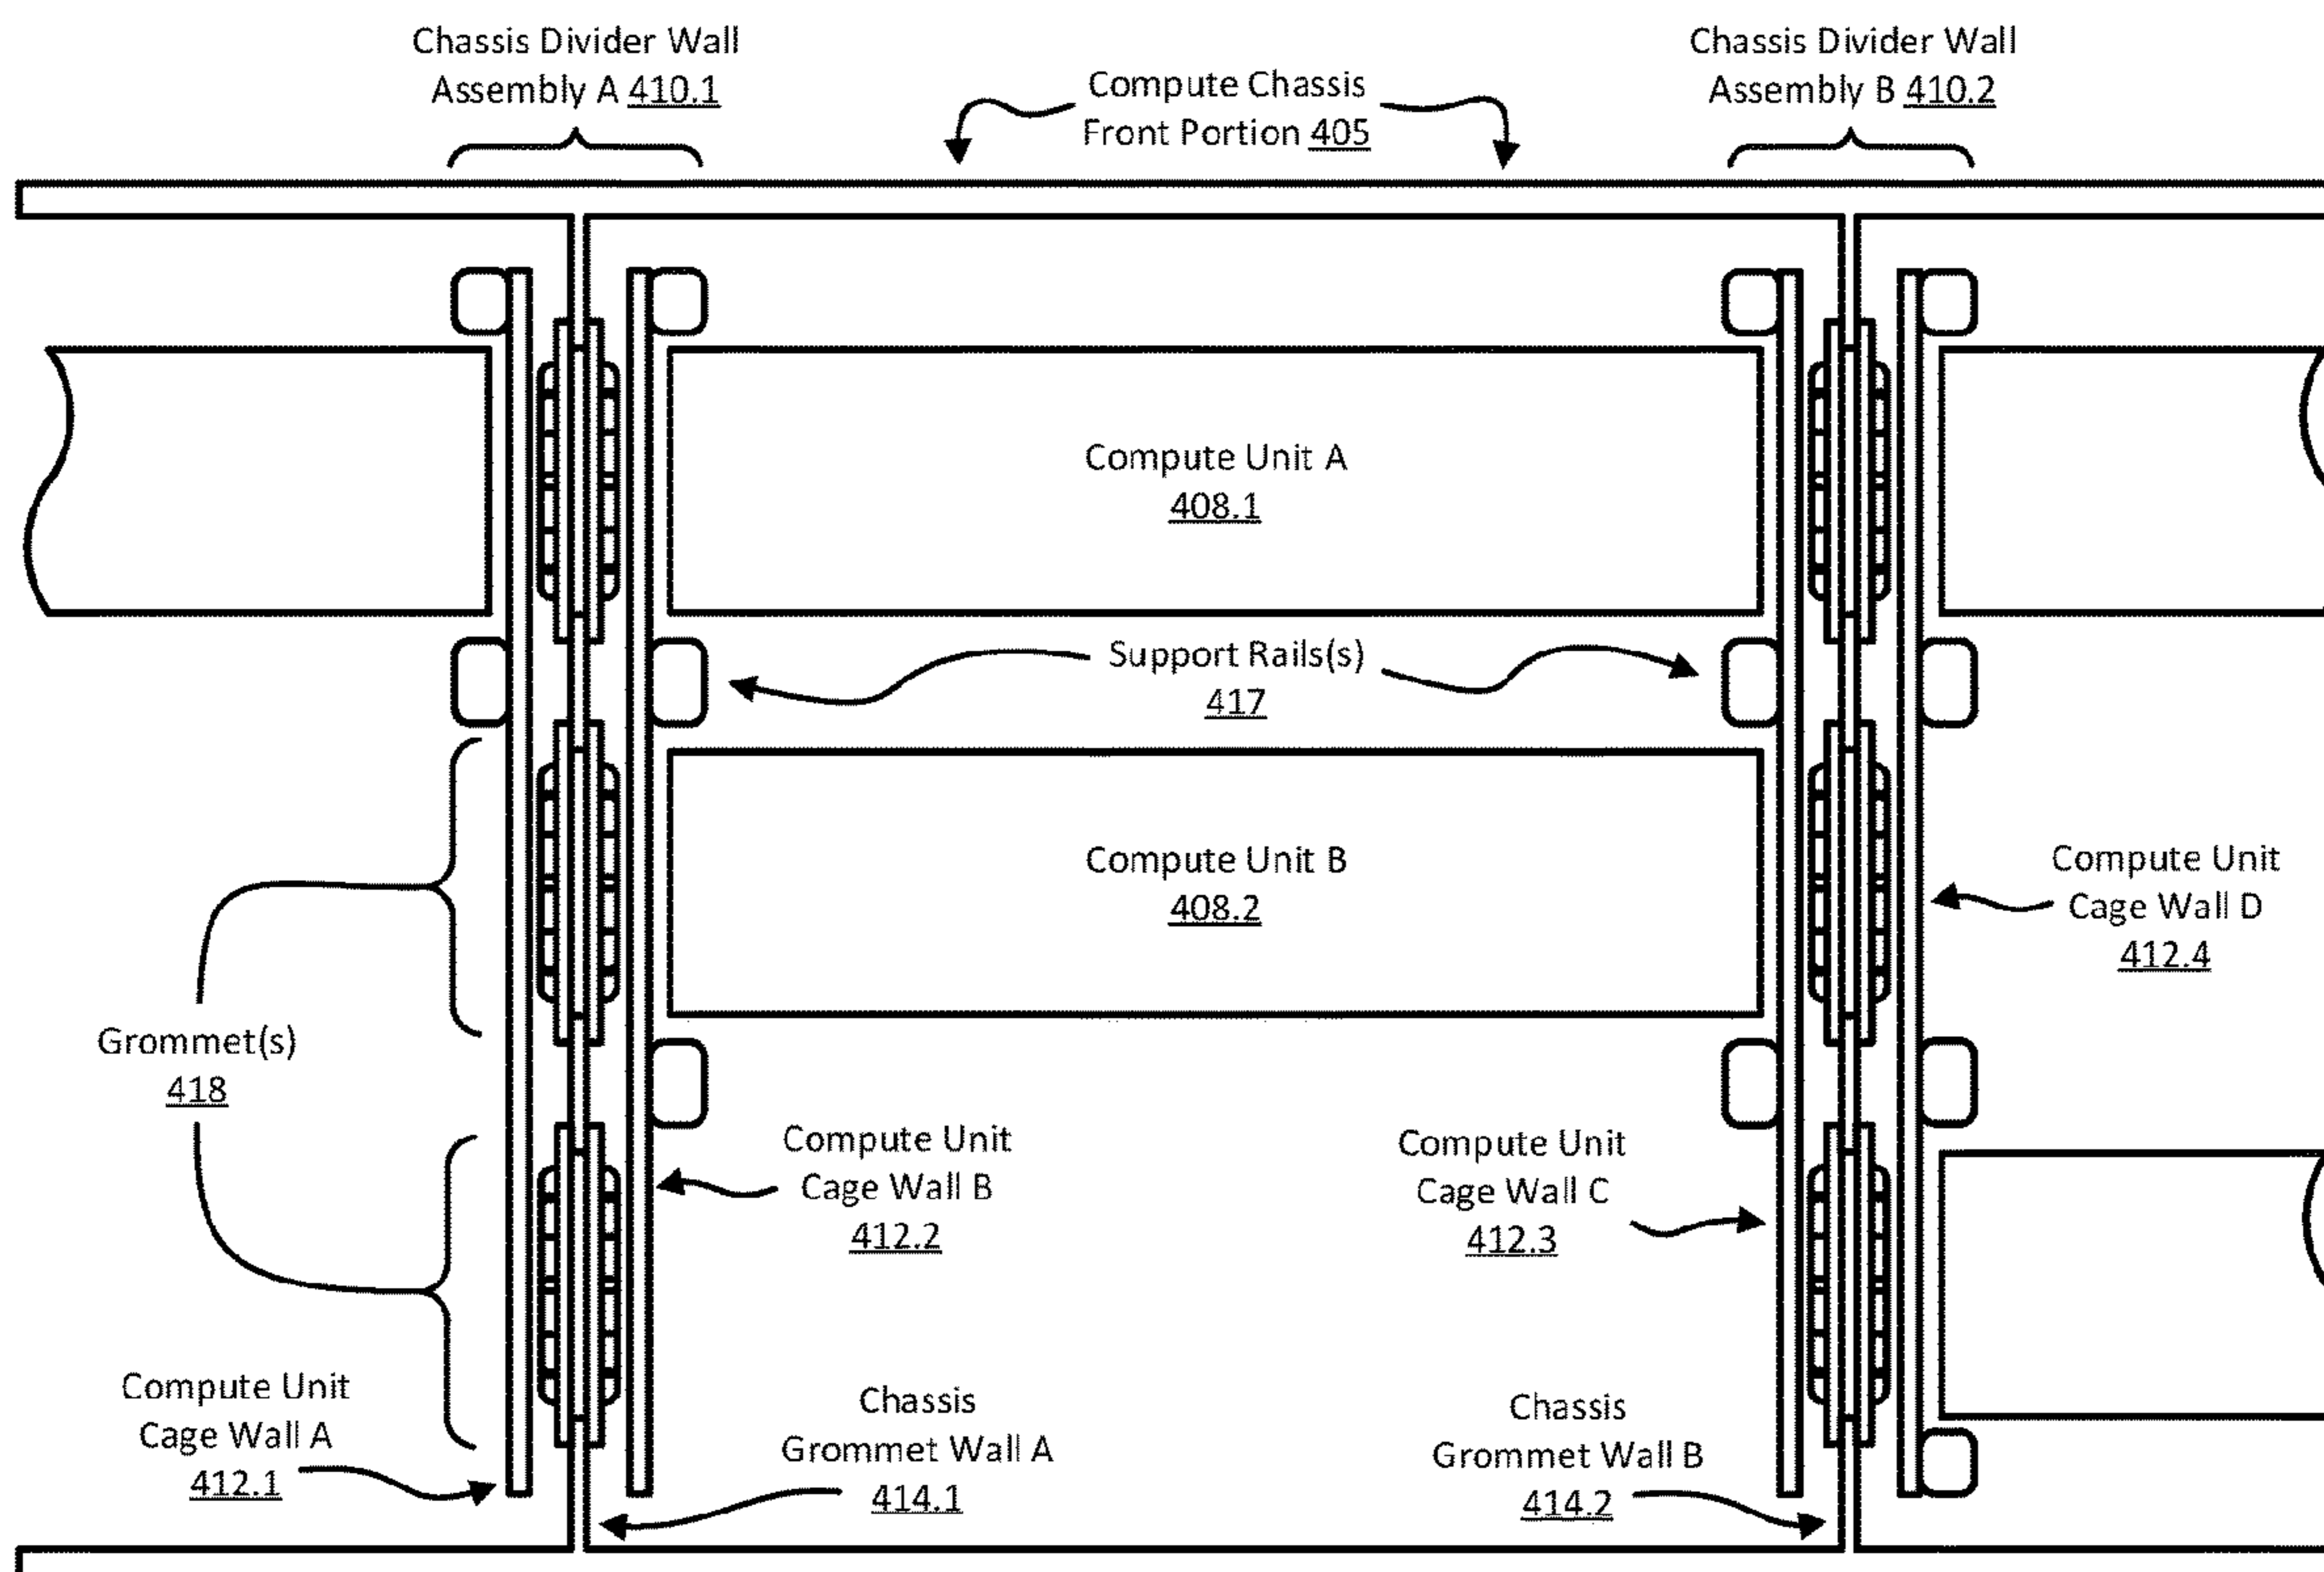 Chassis Divider Wall
Assembly A 410.1
Compute Chassis
Front Portion 405
Chassis Divider Wall
Assembly B 410.2
Compute Unit A
408.1
Support Rails(s)
417
Compute Unit B
408.2
Compute Unit
Cage Wall D
412.4
Grommet(s)
418
Compute Unit
Cage Wall B
412.2
Compute Unit
Cage Wall C
412.3
Compute Unit
Cage Wall A
412.1
Chassis
Grommet Wall A
414.1
Chassis
Grommet Wall B
414.2